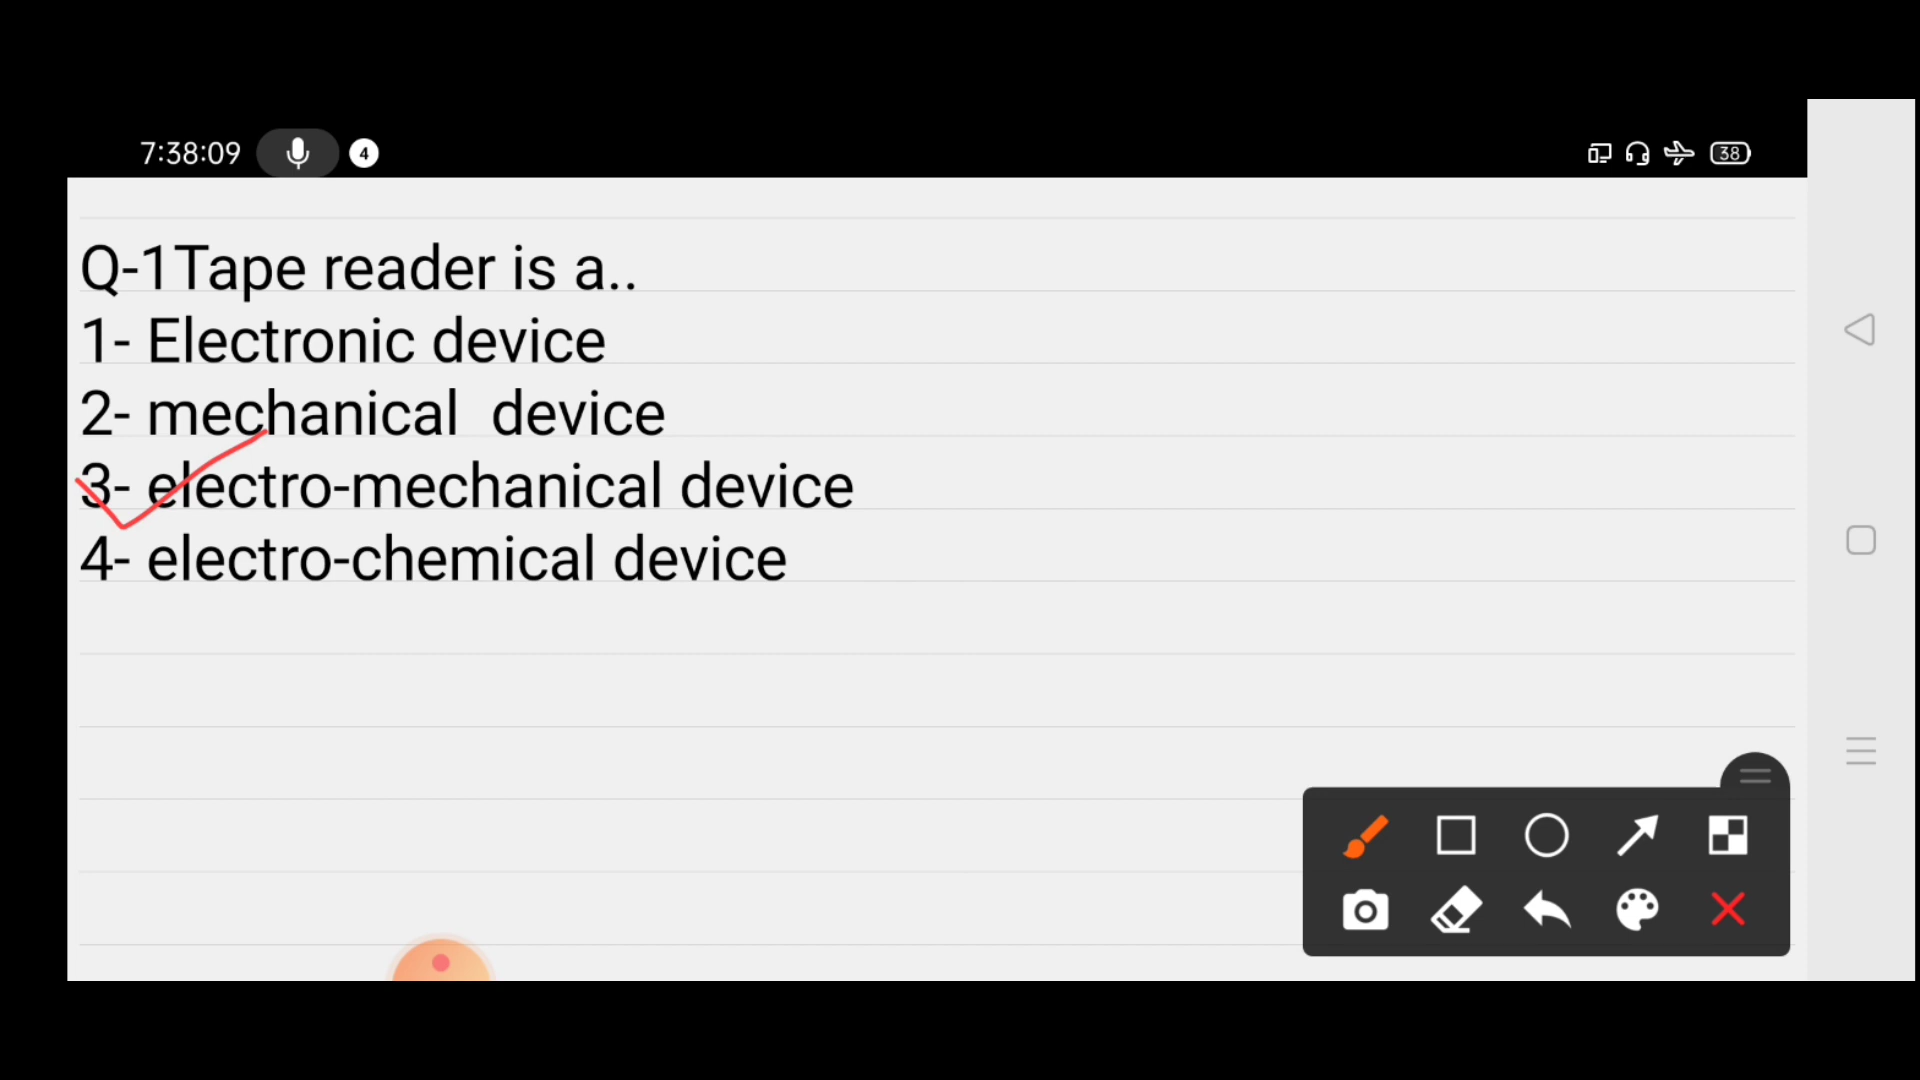 7:38:09 4 38
Q-1Tape reader is a..
1- Electronic device
2- mechanical device
3- electro-mechanical device
4- electro-chemical device